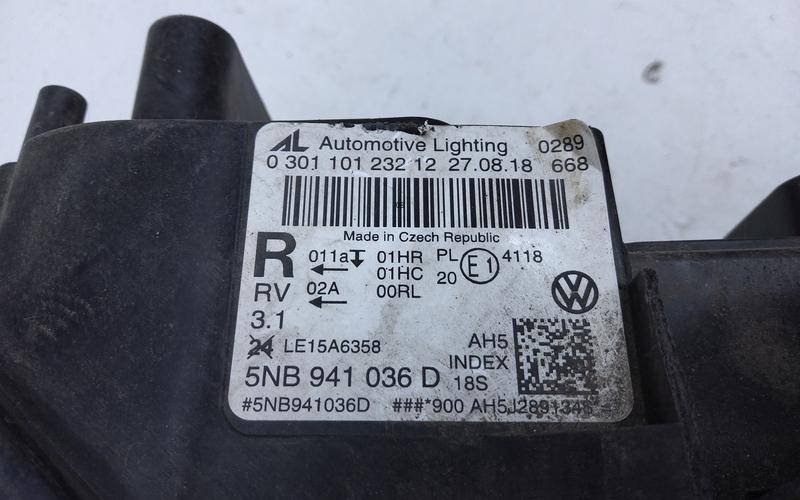 AL Automotive Lighting 0289
0 301 101 232 12 27.08.18 668
Made in Czech Republic
R 011a 01HR PL E1 4118
01HC 20
RV 02A 00RL
3.1 VW
24 LE15A6358 AH5
INDEX
5NB 941 036 D 18S
#5NB941036D ###*900